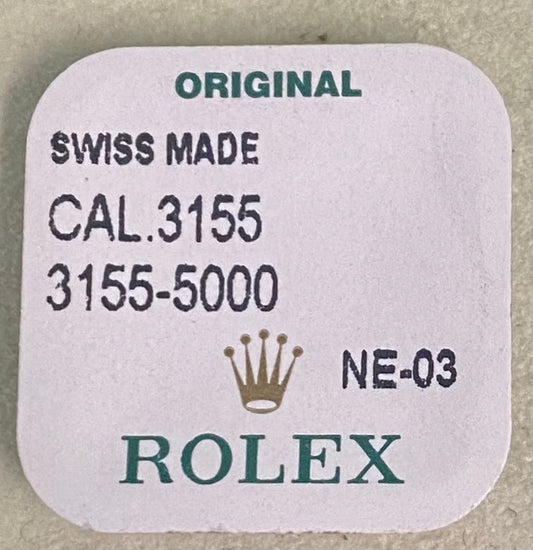 ORIGINAL
SWISS MADE
CAL.3155
3155-5000
NE-03
ROLEX